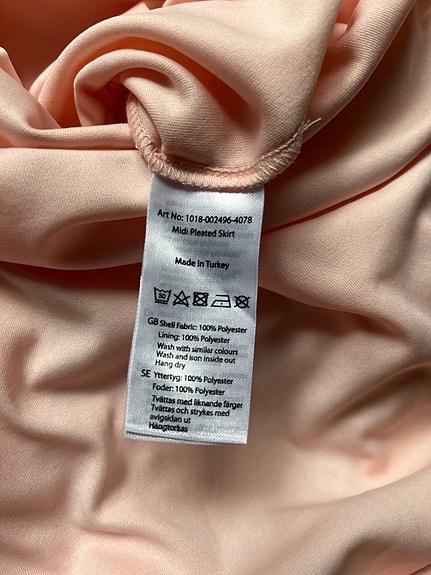 Art No: 1018-002496-4078
Midi Pleated Skirt
Made in Turkey
30
GB Shell Fabric: 100% Polyester
Lining: 100% Polyester
Wash with similar colours
Wash and iron inside out
Hang dry
SE Yttertyg: 100% Polyester
Foder: 100% Polyester
Tvättas med liknande färger
Tvättas och strykes med
avigsidan ut
Hängtorkas